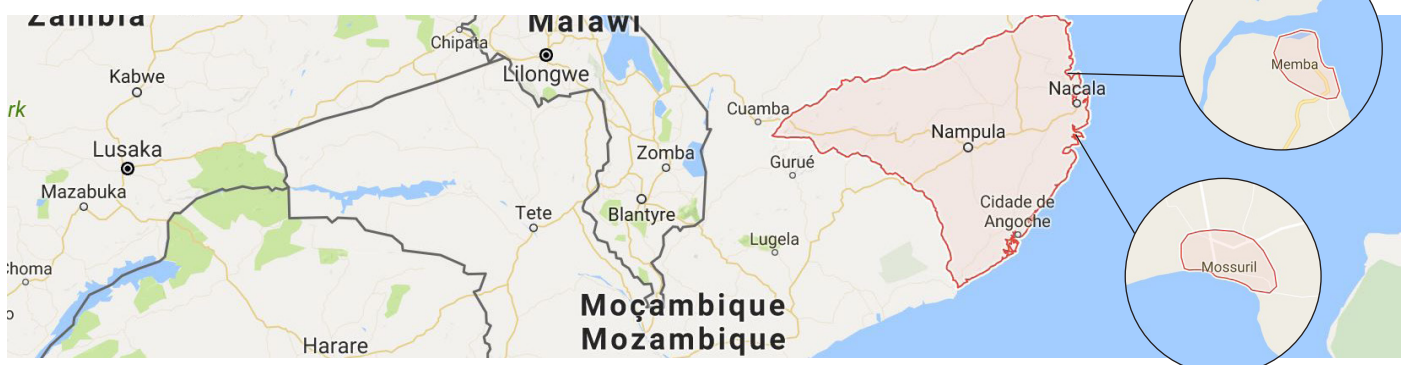 Zambia
Malawi
Chipata
Lilongwe
Kabwe
Memba
Nacala
Cuamba
rk
Nampula
Lusaka
Zomba
Gurué
Mazabuka
Cidade de
Angoche
Tete
Blantyre
Lugela
Choma
Mossuril
Moçambique
Mozambique
Harare